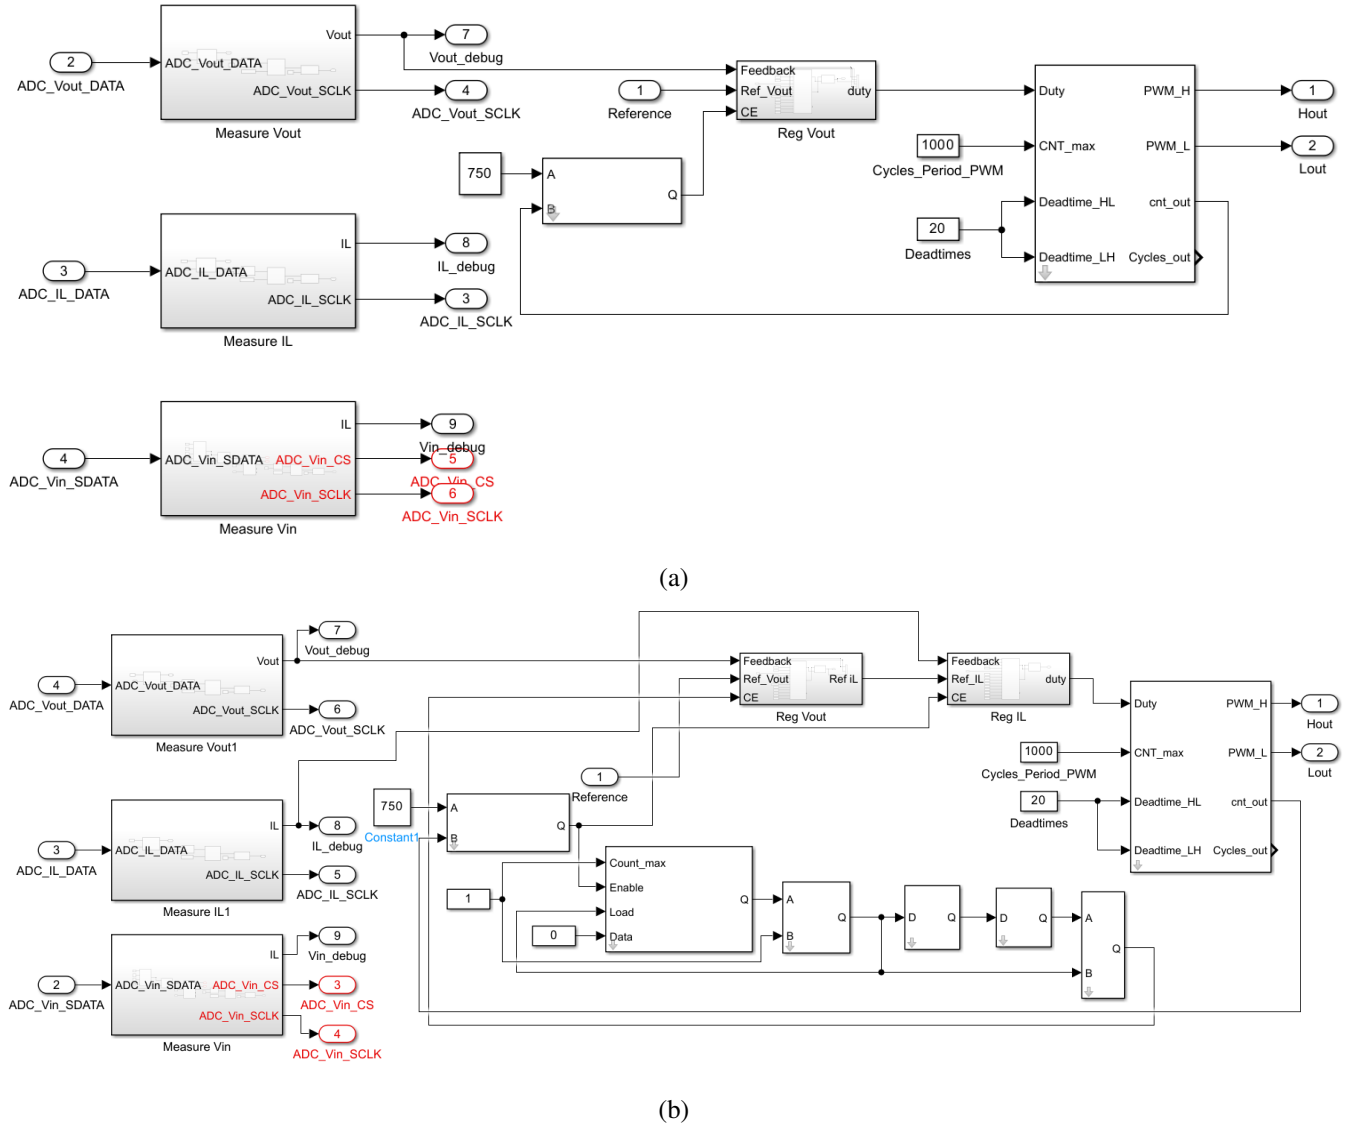 Vout
7
Vout_debug
2
ADC_Vout_DATA
ADC_Vout_DATA
ADC_Vout_SCLK
4
ADC_Vout_SCLK
Measure Vout
Feedback
1
Reference
Ref_Vout
duty
CE
Reg Vout
Duty
PWM_H
1
Hout
1000
Cycles_Period_PWM
CNT_max
PWM_L
2
Lout
750
A
B
Q
20
Deadtimes
Deadtime_HL
cnt_out
Deadtime_LH
Cycles_out
IL
8
IL_debug
3
ADC_IL_DATA
ADC_IL_DATA
ADC_IL_SCLK
3
ADC_IL_SCLK
Measure IL
IL
9
Vin_debug
4
ADC_Vin_SDATA
ADC_Vin_SDATA
ADC_Vin_CS
5
ADC_Vin_CS
ADC_Vin_SCLK
6
ADC_Vin_SCLK
Measure Vin
(a)
7
Vout_debug
Vout
4
ADC_Vout_DATA
ADC_Vout_DATA
ADC_Vout_SCLK
6
ADC_Vout_SCLK
Measure Vout1
Feedback
Ref_Vout
Ref iL
CE
Reg Vout
Feedback
Ref_IL
duty
CE
Reg IL
Duty
PWM_H
1
Hout
1000
Cycles_Period_PWM
CNT_max
PWM_L
2
Lout
20
Deadtimes
Deadtime_HL
cnt_out
Deadtime_LH
Cycles_out
1
Reference
750
Constant1
A
B
Q
IL
8
IL_debug
3
ADC_IL_DATA
ADC_IL_DATA
ADC_IL_SCLK
5
ADC_IL_SCLK
Measure IL1
Count_max
Enable
1
Load
0
Data
Q
A
B
Q
D
Q
D
Q
A
B
Q
IL
9
Vin_debug
2
ADC_Vin_SDATA
ADC_Vin_SDATA
ADC_Vin_CS
3
ADC_Vin_CS
ADC_Vin_SCLK
4
ADC_Vin_SCLK
Measure Vin
(b)